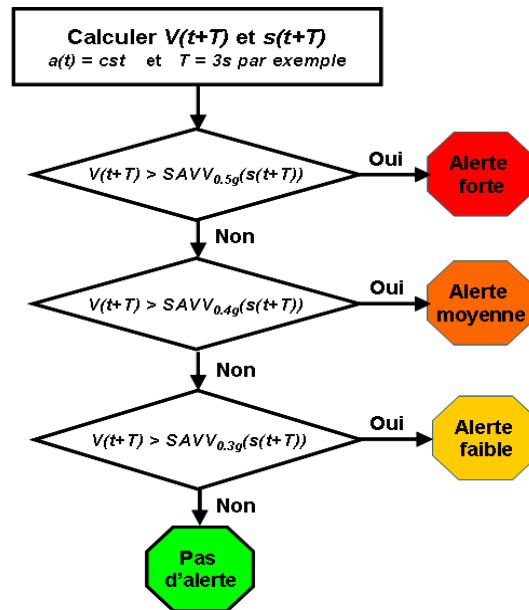 Calculer V(t+T) et s(t+T)
a(t) = cst et T = 3s par exemple
V(t+T) > SAVV0.5g(s(t+T))
Oui
Alerte
forte
Non
V(t+T) > SAVV0.4g(s(t+T))
Oui
Alerte
moyenne
Non
V(t+T) > SAVV0.3g(s(t+T))
Oui
Alerte
faible
Non
Pas
d'alerte